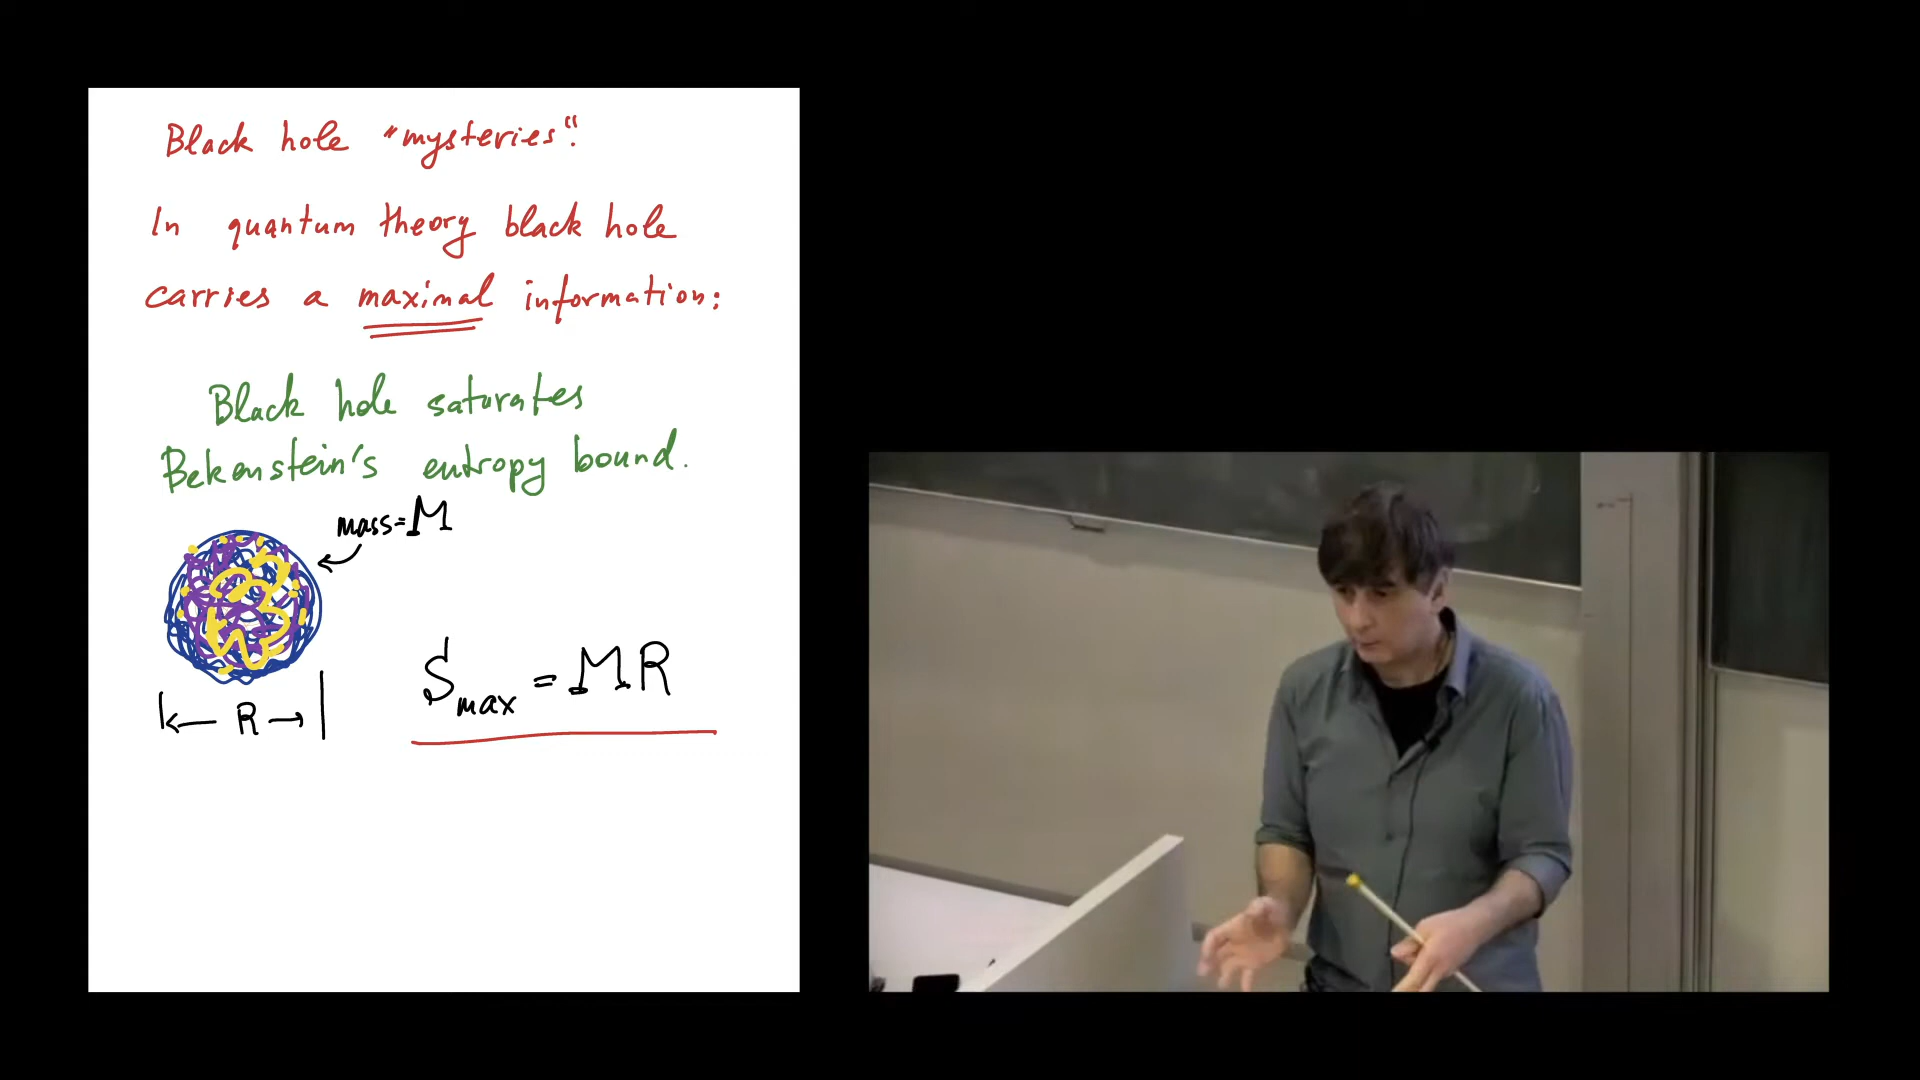 Black hole "mysteries":
In quantum theory black hole
carries a maximal information:
Black hole saturates
Bekenstein's entropy bound.
mass=M
S_max = MR
R